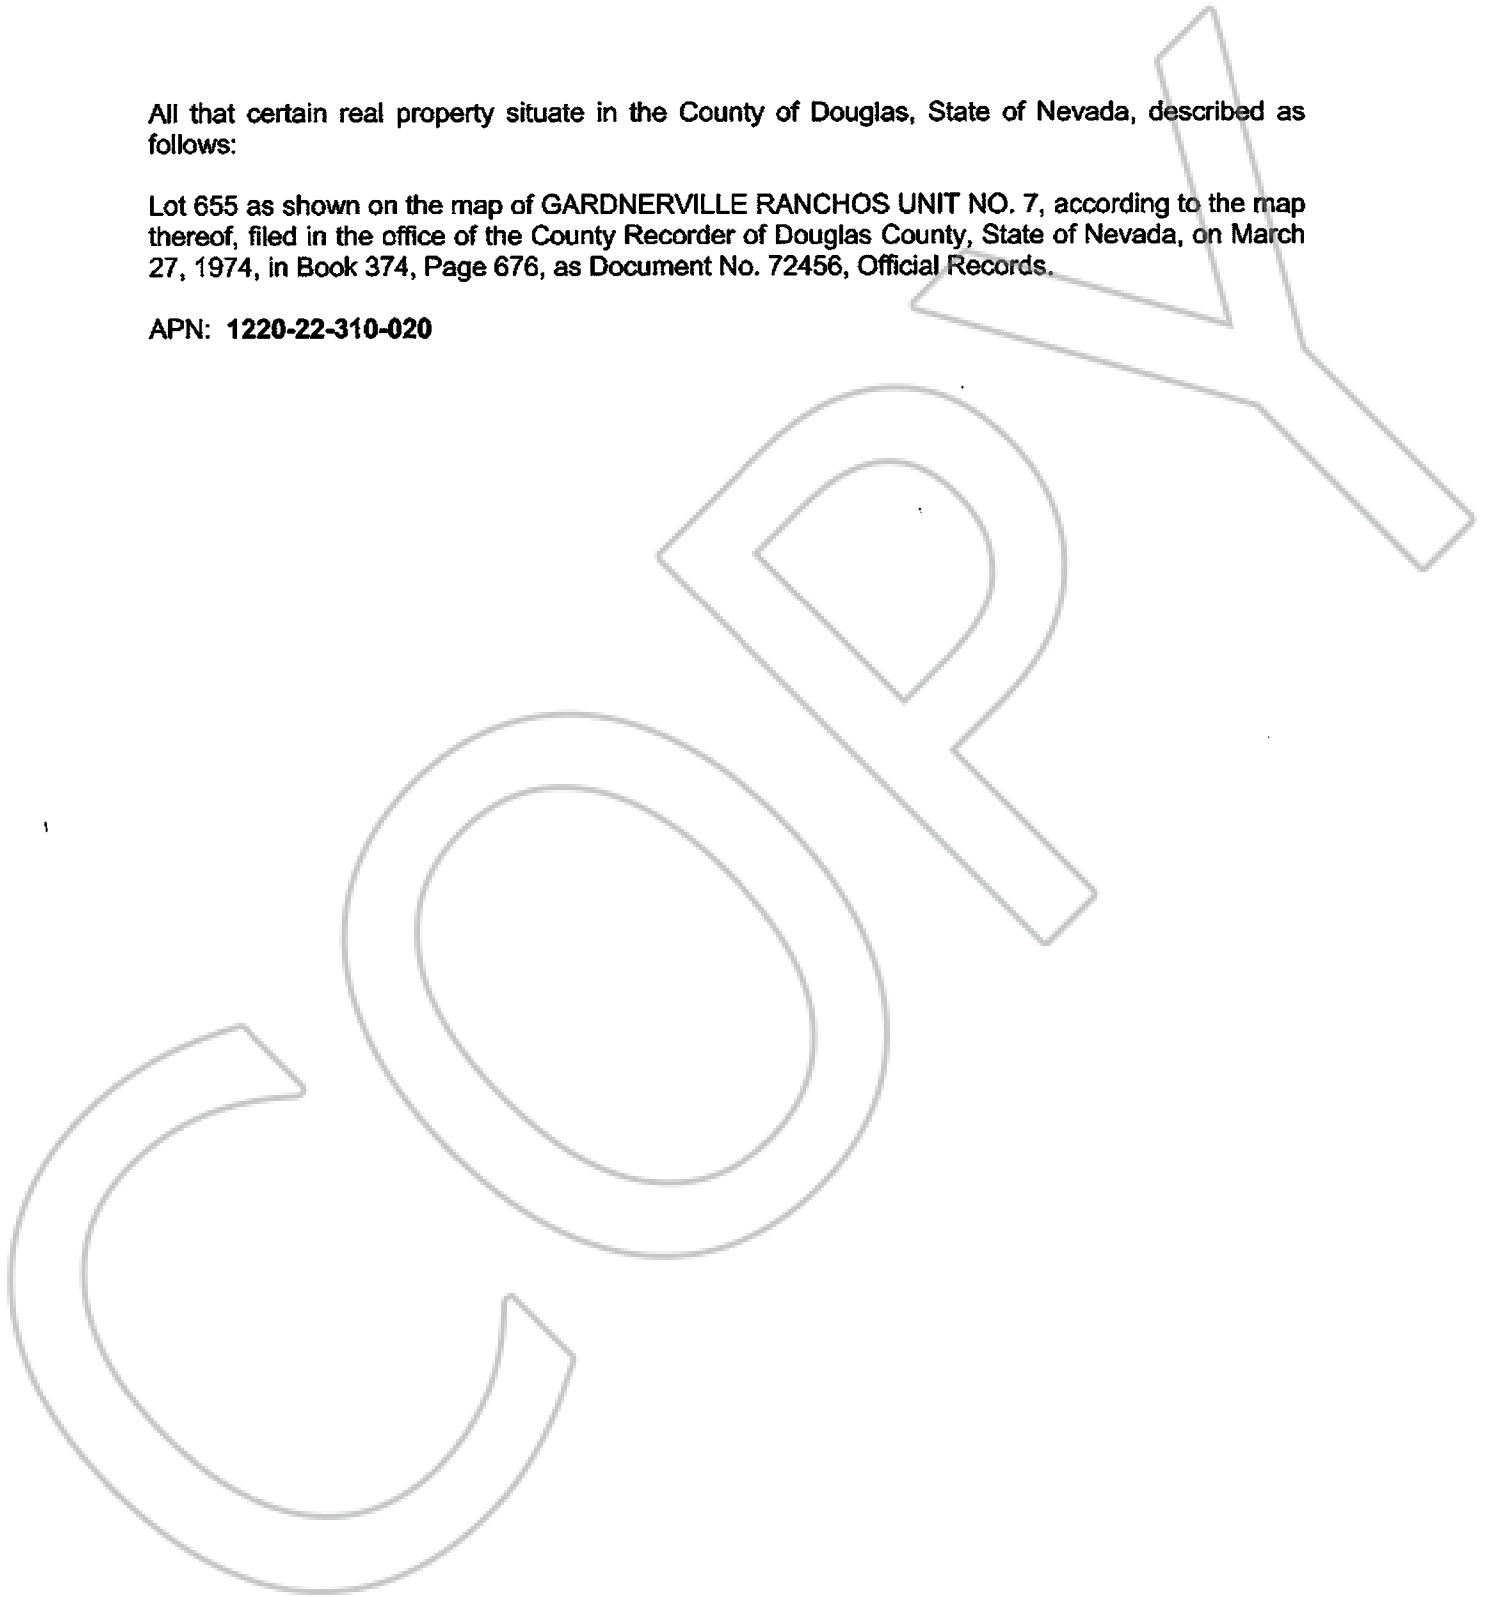 All that certain real property situate in the County of Douglas, State of Nevada, described as
follows:
Lot 655 as shown on the map of GARDNERVILLE RANCHOS UNIT NO. 7, according to the map
thereof, filed in the office of the County Recorder of Douglas County, State of Nevada, on March
27, 1974, in Book 374, Page 676, as Document No. 72456, Official Records.
APN: 1220-22-310-020
COPY